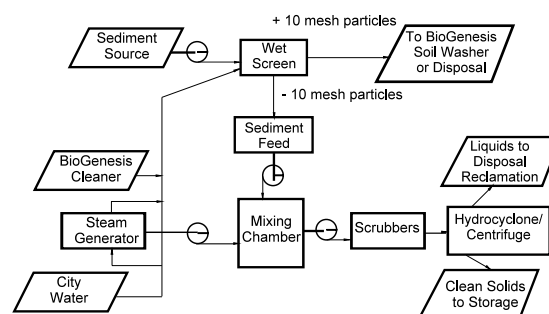 + 10 mesh particles
Sediment
Source
Wet
Screen
To BioGenesis
Soil Washer
or Disposal
- 10 mesh particles
Sediment
Feed
BioGenesis
Cleaner
Liquids to
Disposal
Reclamation
Steam
Generator
Mixing
Chamber
Scrubbers
Hydrocyclone/
Centrifuge
City
Water
Clean Solids
to Storage